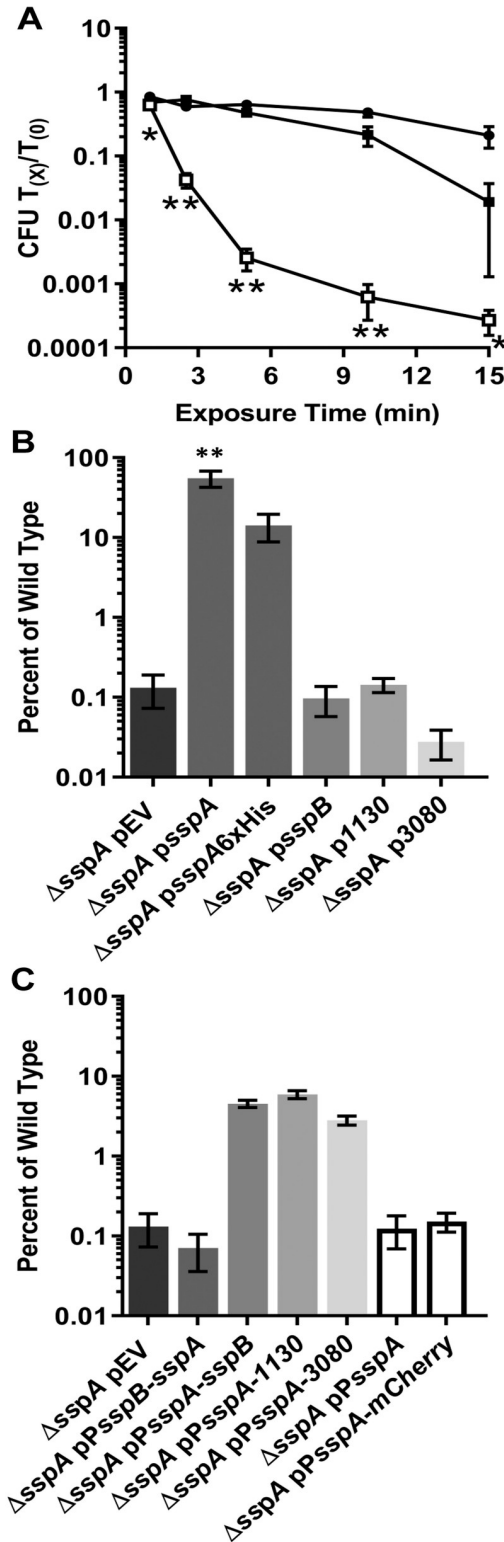 A
CFU T(X)/T(0)
10
1
0.1
0.01
0.001
0.0001
*
**
**
**
*
0
3
6
9
12
15
Exposure Time (min)
B
Percent of Wild Type
100
10
1
0.1
0.01
**
ΔsspA pEV
ΔsspA psspA
ΔsspA psspA6xHis
ΔsspA psspB
ΔsspA p1130
ΔsspA p3080
C
Percent of Wild Type
100
10
1
0.1
0.01
ΔsspA pEV
ΔsspA pPsspB-sspA
ΔsspA pPsspA-sspB
ΔsspA pPsspA-1130
ΔsspA pPsspA-3080
ΔsspA pPsspA
ΔsspA pPsspA-mCherry